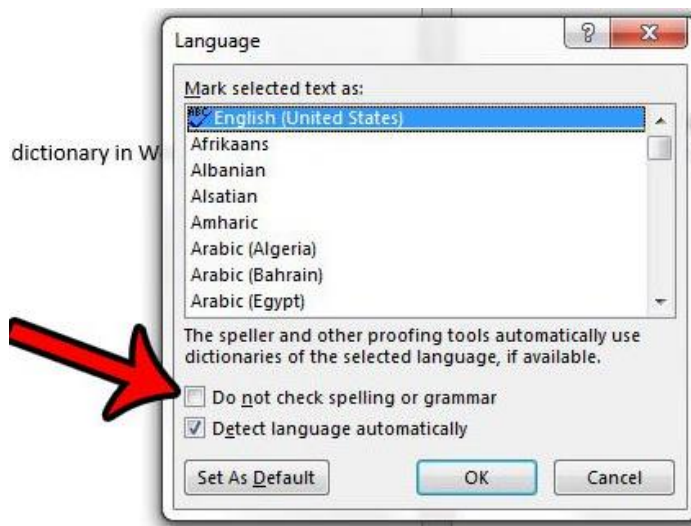 Language
Mark selected text as:
ABC English (United States)
Afrikaans
dictionary in W
Albanian
Alsatian
Amharic
Arabic (Algeria)
Arabic (Bahrain)
Arabic (Egypt)
The speller and other proofing tools automatically use
dictionaries of the selected language, if available.
Do not check spelling or grammar
Detect language automatically
Set As Default OK Cancel